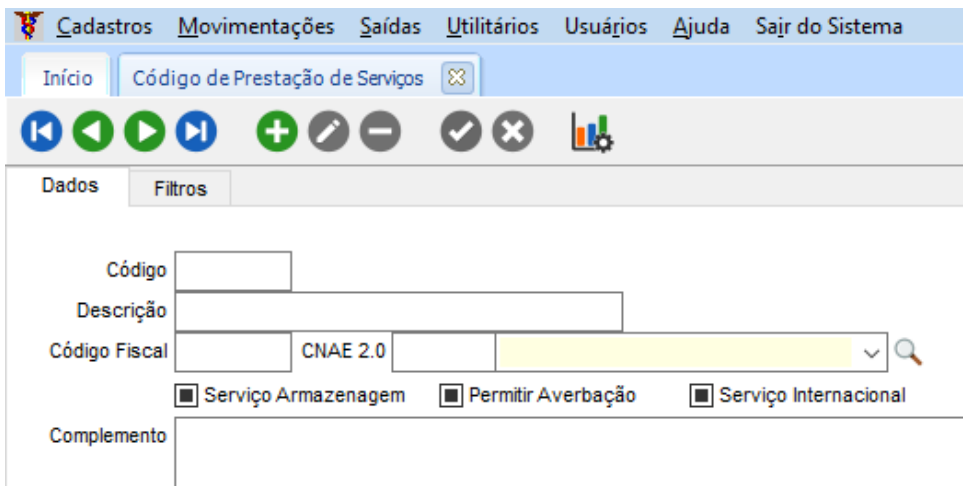 Cadastros Movimentações Saídas Utilitários Usuários Ajuda Sair do Sistema
Início Código de Prestação de Serviços
Dados Filtros
Código
Descrição
Código Fiscal CNAE 2.0
Serviço Armazenagem Permitir Averbação Serviço Internacional
Complemento